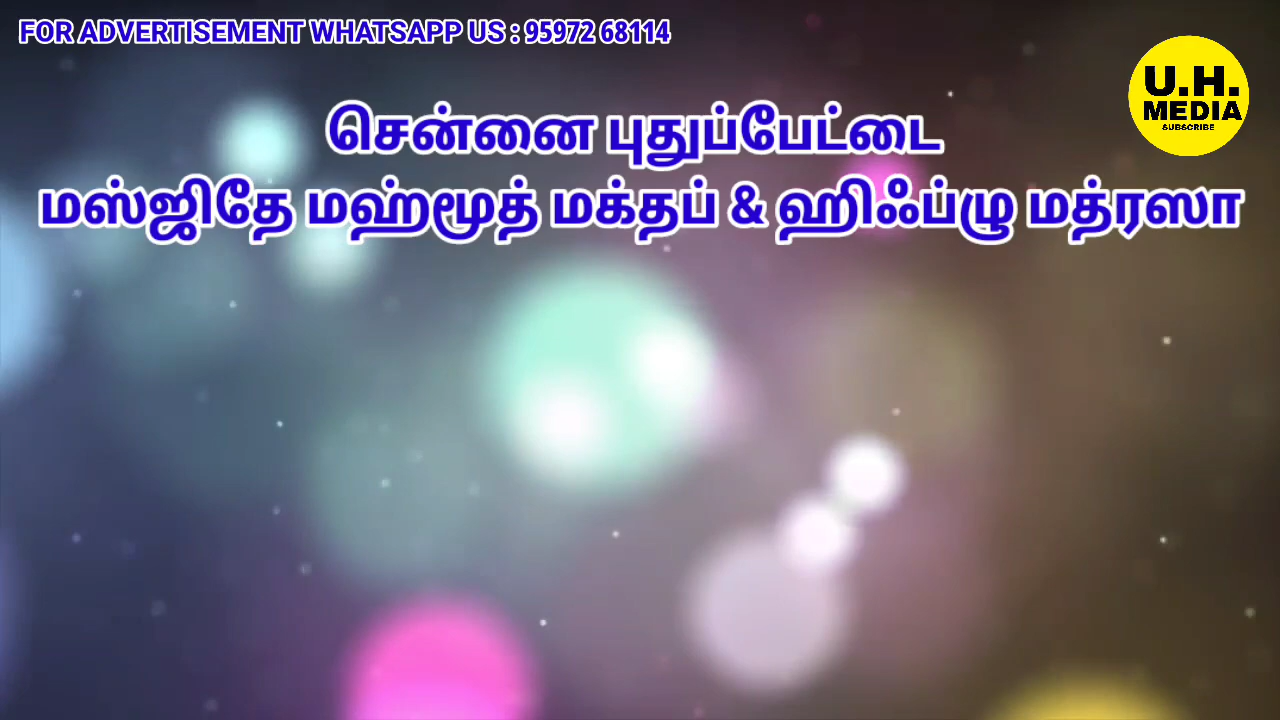 FOR ADVERTISEMENT WHATSAPP US : 95972 68114
U.H.
MEDIA
SUBSCRIBE
சென்னை புதுப்பேட்டை
மஸ்ஜிதே மஹ்மூத் மக்தப் & ஹிஃப்ழு மத்ரஸா